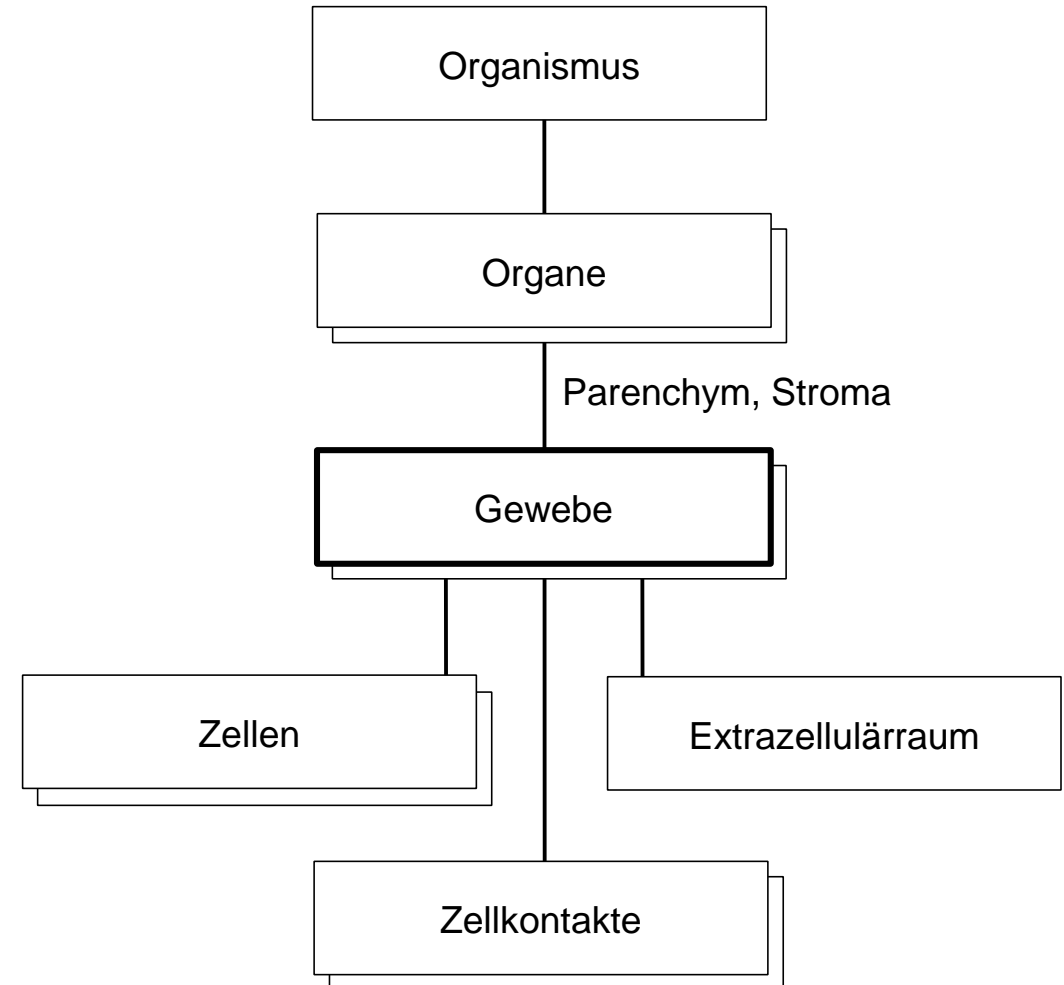 Organismus
Organe
Parenchym, Stroma
Gewebe
Zellen
Extrazellulärraum
Zellkontakte